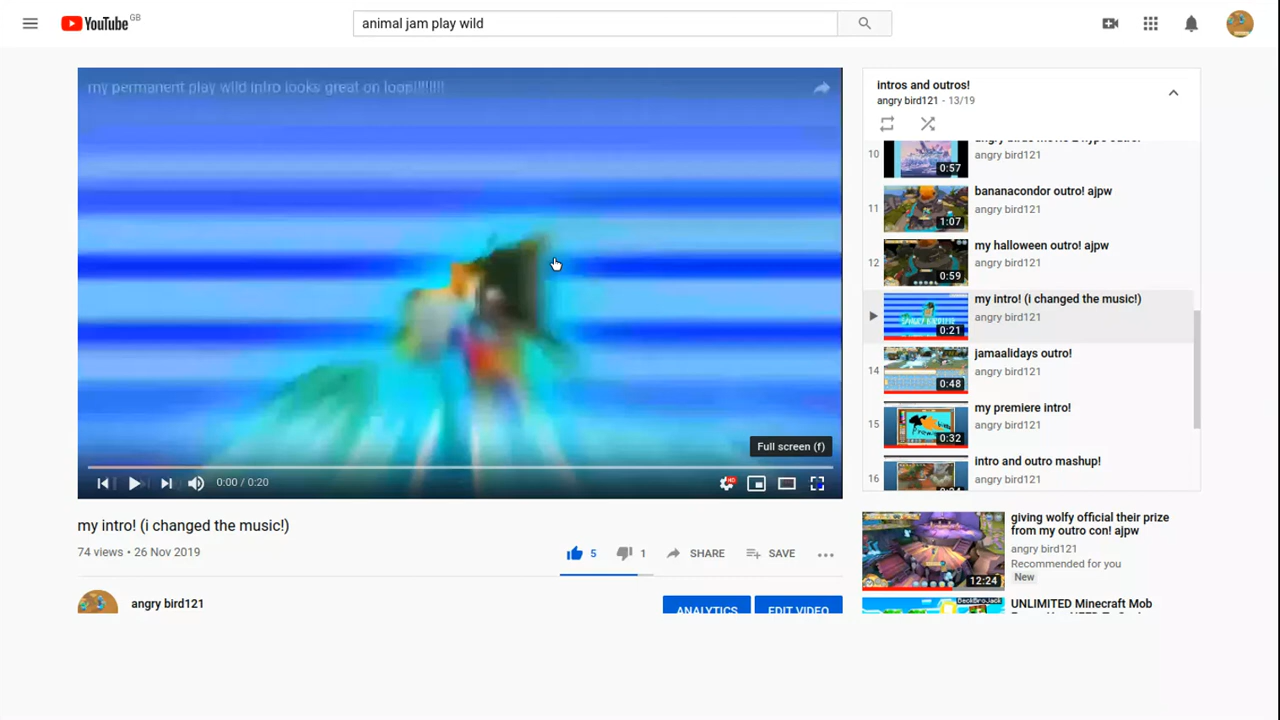 YouTube GB
animal jam play wild
my permanent play wild intro looks great on loop!!!!!!!!
Full screen (f)
0:00 / 0:20
HD
my intro! (i changed the music!)
74 views • 26 Nov 2019
5
1
SHARE
SAVE
angry bird121
ANALYTICS
EDIT VIDEO
intros and outros!
angry bird121 - 13/19
10
0:57
angry bird121
11
1:07
bananacondor outro! ajpw
angry bird121
12
0:59
my halloween outro! ajpw
angry bird121
0:21
my intro! (i changed the music!)
angry bird121
14
0:48
jamaalidays outro!
angry bird121
15
0:32
my premiere intro!
angry bird121
16
intro and outro mashup!
angry bird121
12:24
giving wolfy official their prize
from my outro con! ajpw
angry bird121
Recommended for you
New
BeckBroJack
UNLIMITED Minecraft Mob